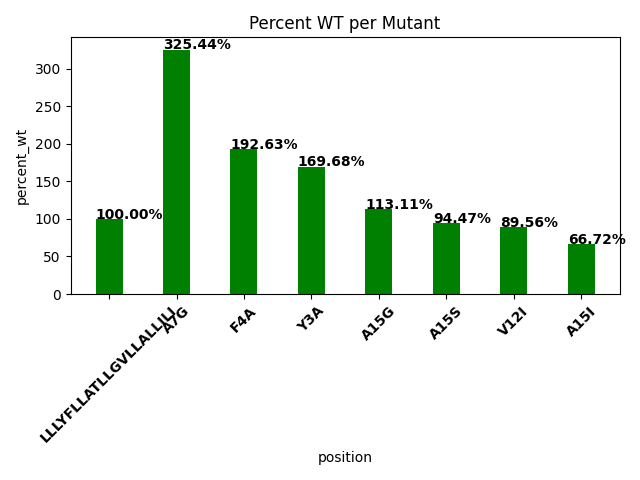 Percent WT per Mutant
percent_wt
300
250
200
150
100
50
0
100.00%
325.44%
192.63%
169.68%
113.11%
94.47%
89.56%
66.72%
LLLYFLLATLLGVLLALLILI
A7G
F4A
Y3A
A15G
A15S
V12I
A15I
position